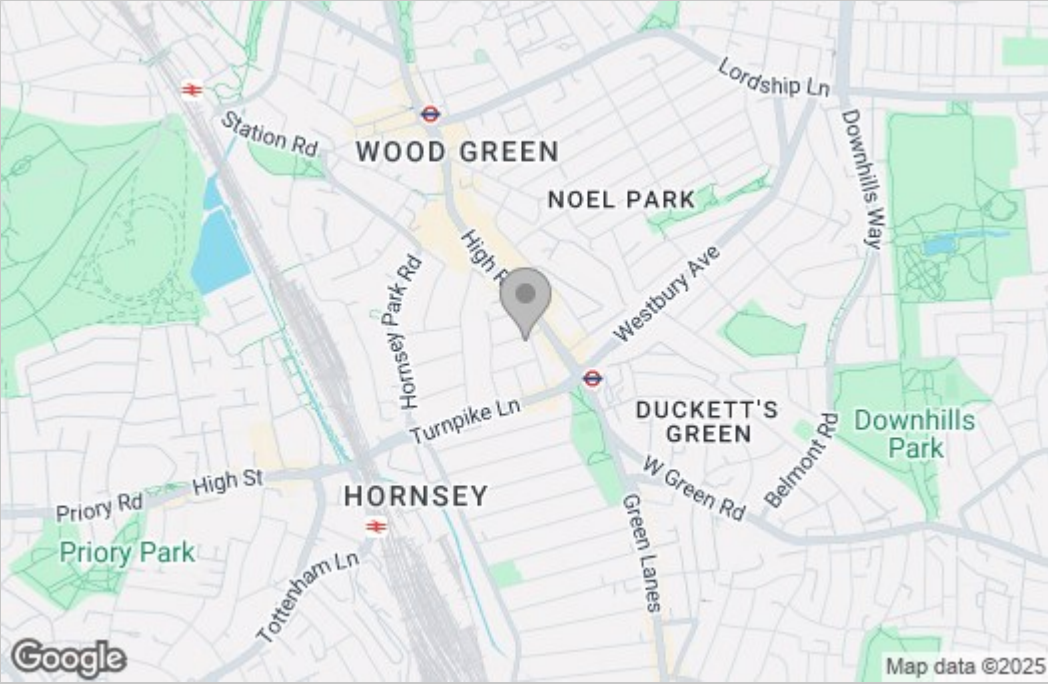 Lordship Ln
Station Rd
Downhills Way
WOOD GREEN
NOEL PARK
High R
Westbury Ave
Hornsey Park Rd
Turnpike Ln
DUCKETT'S
GREEN
Downhills
Park
Belmont Rd
W Green Rd
High St
Priory Rd
HORNSEY
Green Lanes
Priory Park
Tottenham Ln
Google
Map data ©2025